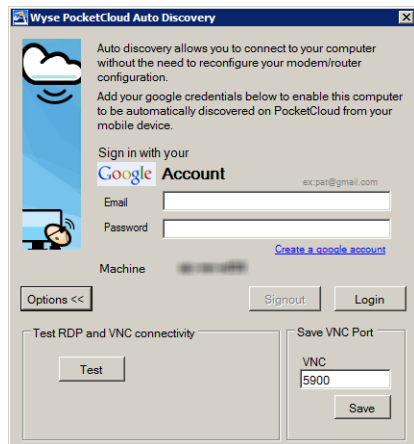 Wyse PocketCloud Auto Discovery
Auto discovery allows you to connect to your computer
without the need to reconfigure your modem/router
configuration.
Add your google credentials below to enable this computer
to be automatically discovered on PocketCloud from your
mobile device.
Sign in with your
Google Account
ex:pat@gmail.com
Email
Password
Create a google account
Machine
Options << Signout Login
Test RDP and VNC connectivity Save VNC Port
Test
VNC
5900
Save